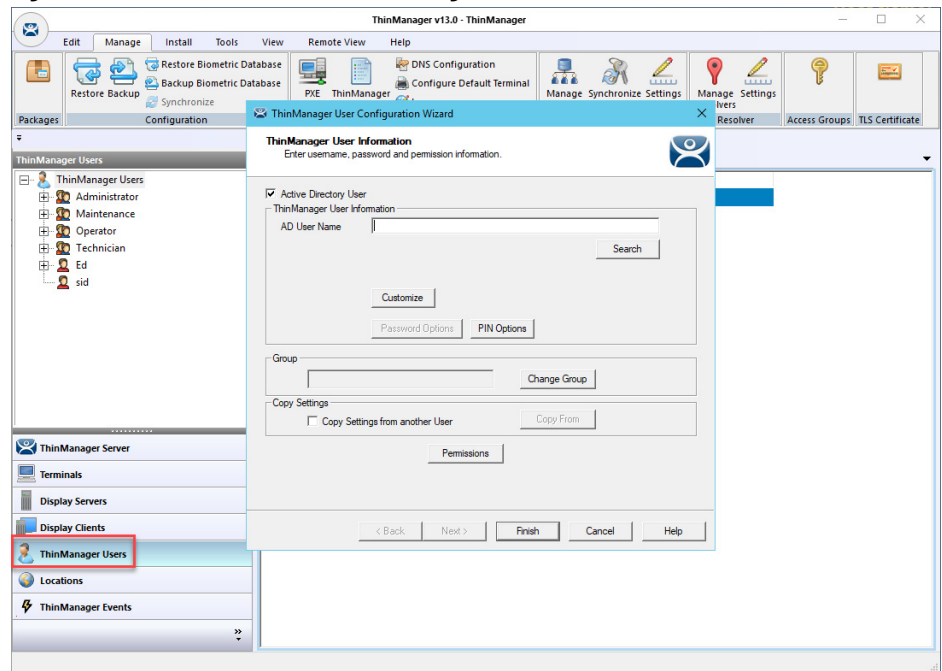 ThinManager v13.0 - ThinManager
Edit Manage Install Tools View Remote View Help
Restore Biometric Database DNS Configuration
Backup Biometric Database Configure Default Terminal
Restore Backup Synchronize PXE ThinManager Manage Synchronize Settings Manage Settings
Packages Configuration Resolver Access Groups TLS Certificate
ThinManager User Configuration Wizard
ThinManager User Information
Enter username, password and permission information.
ThinManager Users
ThinManager Users
Administrator
Maintenance
Operator
Technician
Ed
sid
Active Directory User
ThinManager User Information
AD User Name
Search
Customize
Password Options PIN Options
Group
Change Group
Copy Settings
Copy Settings from another User Copy From
Permissions
< Back Next > Finish Cancel Help
ThinManager Server
Terminals
Display Servers
Display Clients
ThinManager Users
Locations
ThinManager Events